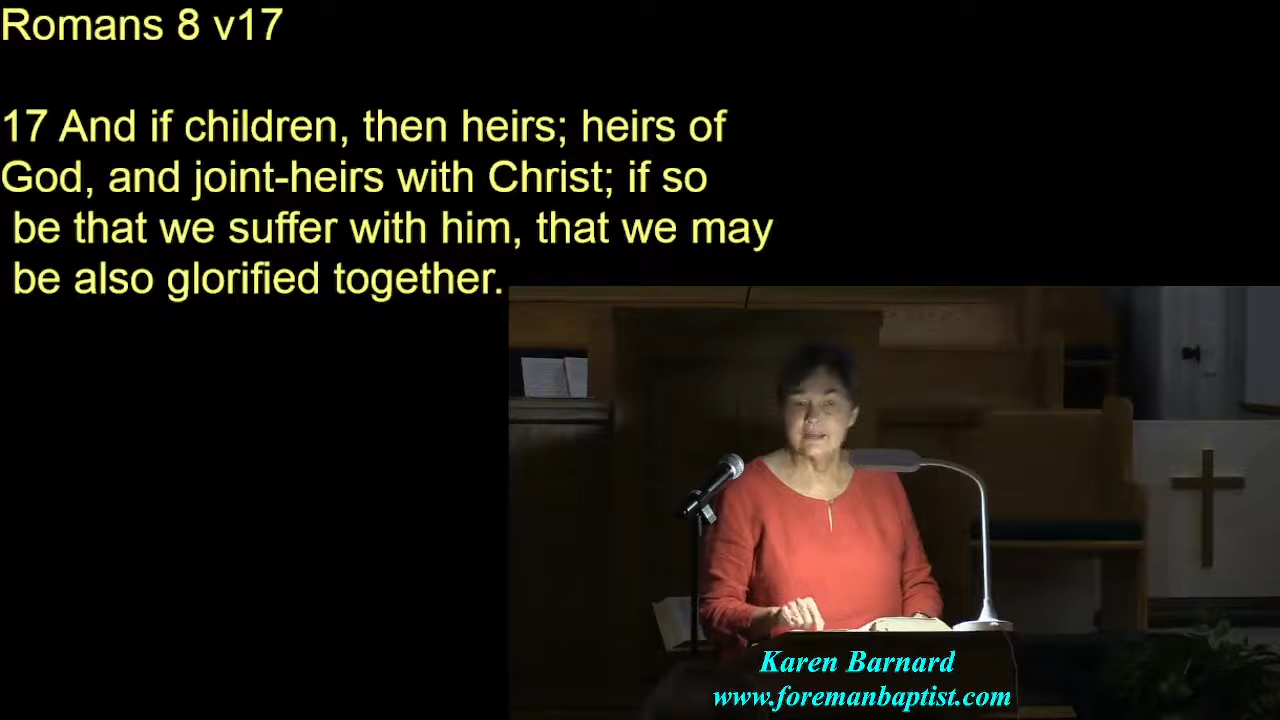 Romans 8 v17
17 And if children, then heirs; heirs of
God, and joint-heirs with Christ; if so
be that we suffer with him, that we may
be also glorified together.
Karen Barnard
www.foremanbaptist.com